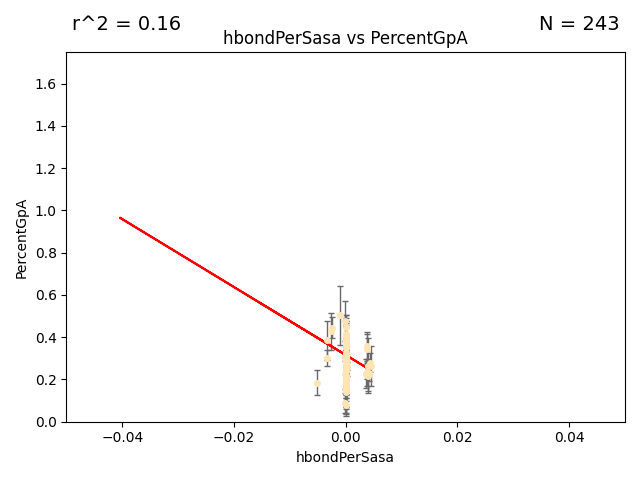 r^2 = 0.16
N = 243
hbondPerSasa vs PercentGpA
1.6
1.4
1.2
1.0
0.8
0.6
0.4
0.2
0.0
PercentGpA
−0.04
−0.02
0.00
0.02
0.04
hbondPerSasa